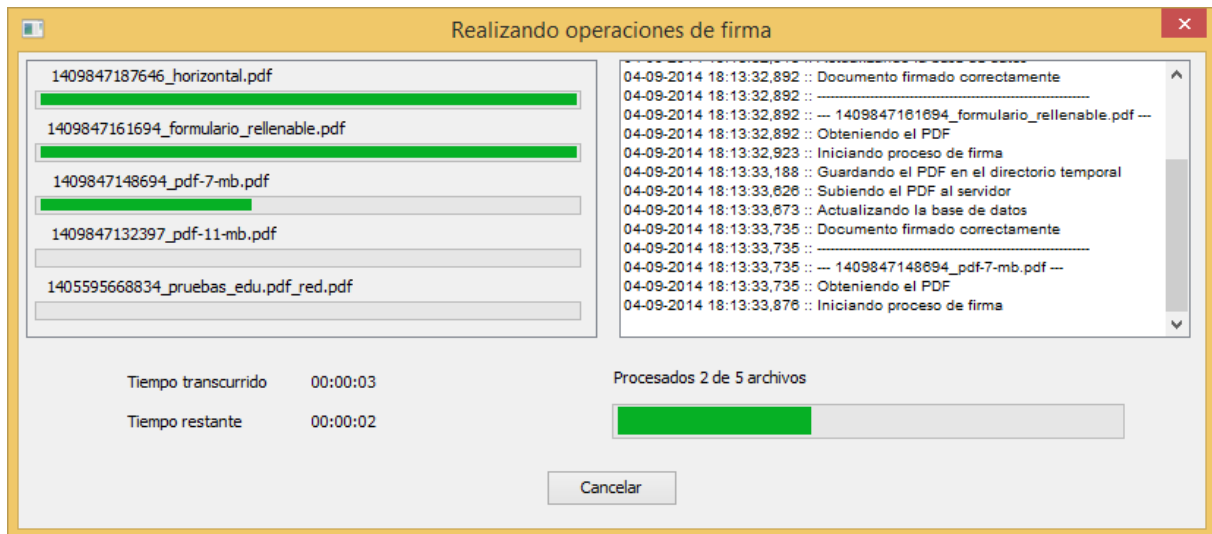 Realizando operaciones de firma
1409847187646_horizontal.pdf
1409847161694_formulario_rellenable.pdf
1409847148694_pdf-7-mb.pdf
1409847132397_pdf-11-mb.pdf
1405595668834_pruebas_edu.pdf_red.pdf
04-09-2014 18:13:32,892 :: Documento firmado correctamente
04-09-2014 18:13:32,892 :: --------------------------------------------------------------------
04-09-2014 18:13:32,892 :: --- 1409847161694_formulario_rellenable.pdf ---
04-09-2014 18:13:32,892 :: Obteniendo el PDF
04-09-2014 18:13:32,923 :: Iniciando proceso de firma
04-09-2014 18:13:33,188 :: Guardando el PDF en el directorio temporal
04-09-2014 18:13:33,626 :: Subiendo el PDF al servidor
04-09-2014 18:13:33,673 :: Actualizando la base de datos
04-09-2014 18:13:33,735 :: Documento firmado correctamente
04-09-2014 18:13:33,735 :: --------------------------------------------------------------------
04-09-2014 18:13:33,735 :: --- 1409847148694_pdf-7-mb.pdf ---
04-09-2014 18:13:33,735 :: Obteniendo el PDF
04-09-2014 18:13:33,876 :: Iniciando proceso de firma
Tiempo transcurrido 00:00:03
Tiempo restante 00:00:02
Procesados 2 de 5 archivos
Cancelar